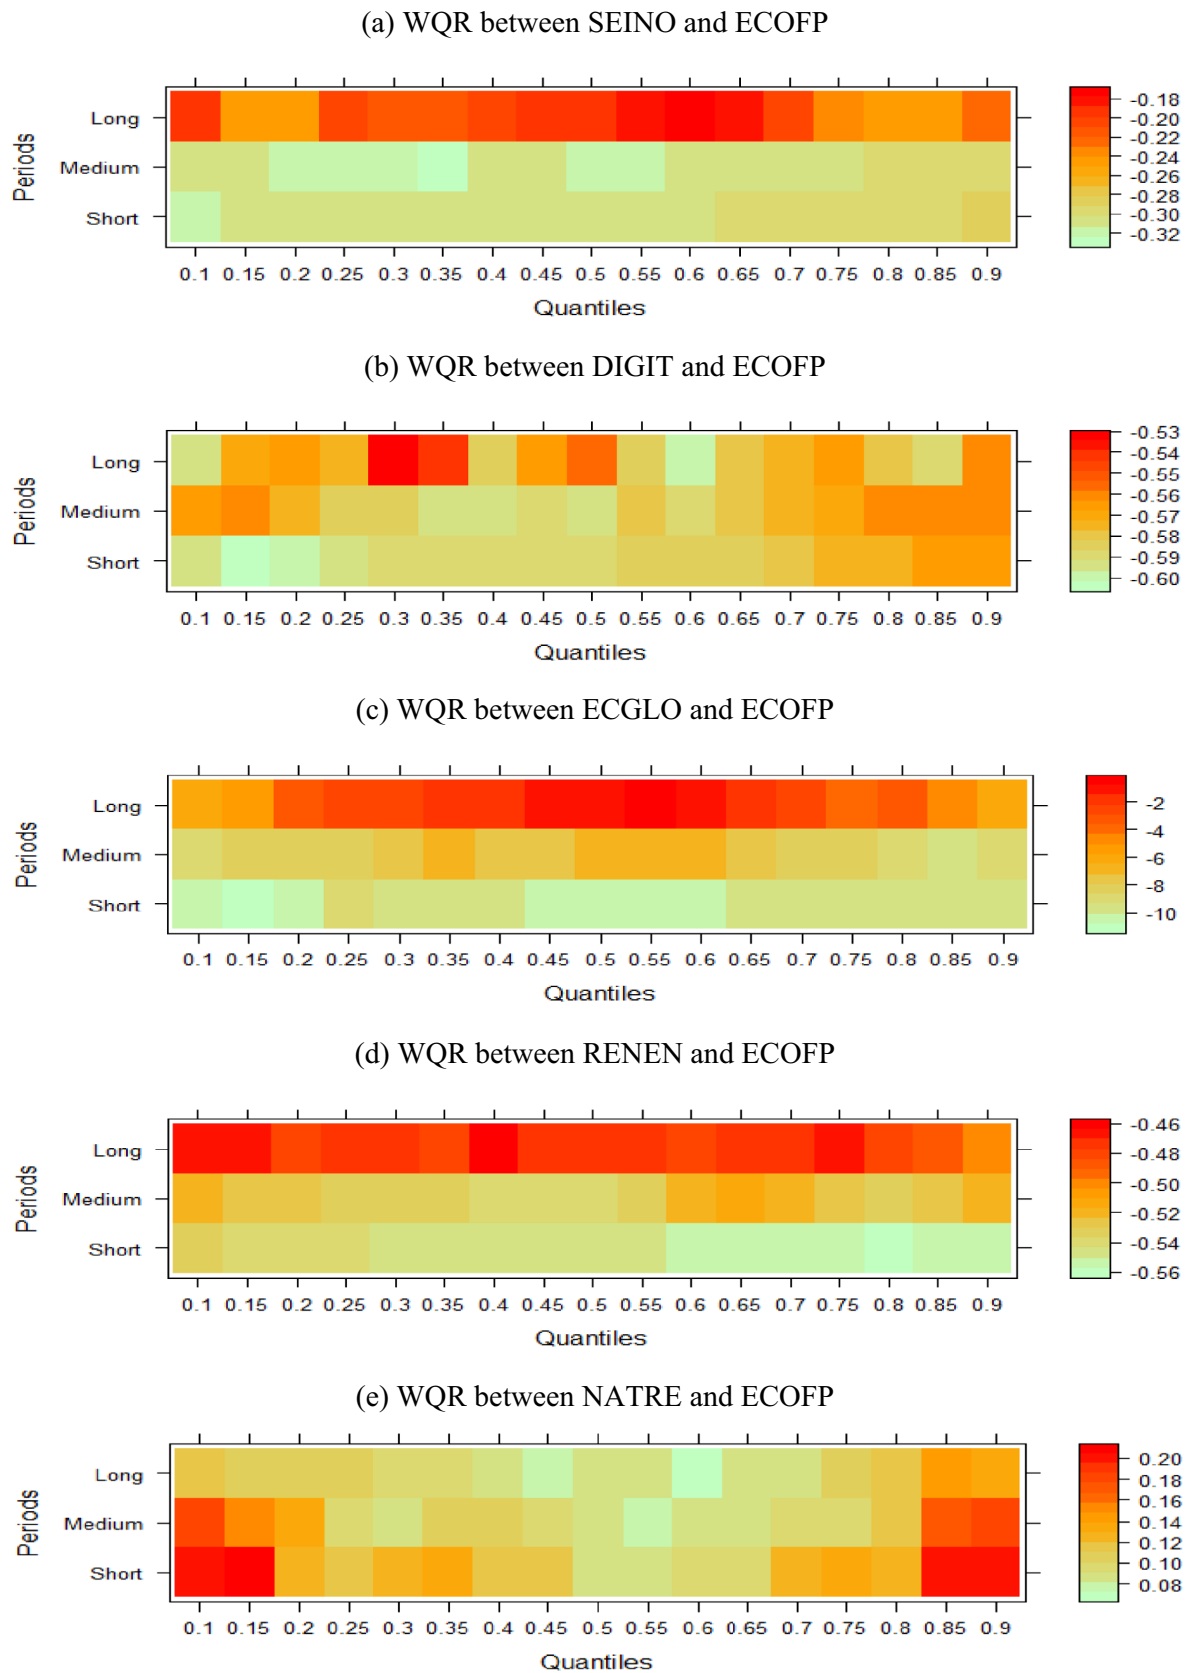 (a) WQR between SEINO and ECOFP
Periods
Long
Medium
Short
0.1 0.15 0.2 0.25 0.3 0.35 0.4 0.45 0.5 0.55 0.6 0.65 0.7 0.75 0.8 0.85 0.9
Quantiles
-0.18
-0.20
-0.22
-0.24
-0.26
-0.28
-0.30
-0.32
(b) WQR between DIGIT and ECOFP
Periods
Long
Medium
Short
0.1 0.15 0.2 0.25 0.3 0.35 0.4 0.45 0.5 0.55 0.6 0.65 0.7 0.75 0.8 0.85 0.9
Quantiles
-0.53
-0.54
-0.55
-0.56
-0.57
-0.58
-0.59
-0.60
(c) WQR between ECGLO and ECOFP
Periods
Long
Medium
Short
0.1 0.15 0.2 0.25 0.3 0.35 0.4 0.45 0.5 0.55 0.6 0.65 0.7 0.75 0.8 0.85 0.9
Quantiles
-2
-4
-6
-8
-10
(d) WQR between RENEN and ECOFP
Periods
Long
Medium
Short
0.1 0.15 0.2 0.25 0.3 0.35 0.4 0.45 0.5 0.55 0.6 0.65 0.7 0.75 0.8 0.85 0.9
Quantiles
-0.46
-0.48
-0.50
-0.52
-0.54
-0.56
(e) WQR between NATRE and ECOFP
Periods
Long
Medium
Short
0.1 0.15 0.2 0.25 0.3 0.35 0.4 0.45 0.5 0.55 0.6 0.65 0.7 0.75 0.8 0.85 0.9
Quantiles
0.20
0.18
0.16
0.14
0.12
0.10
0.08